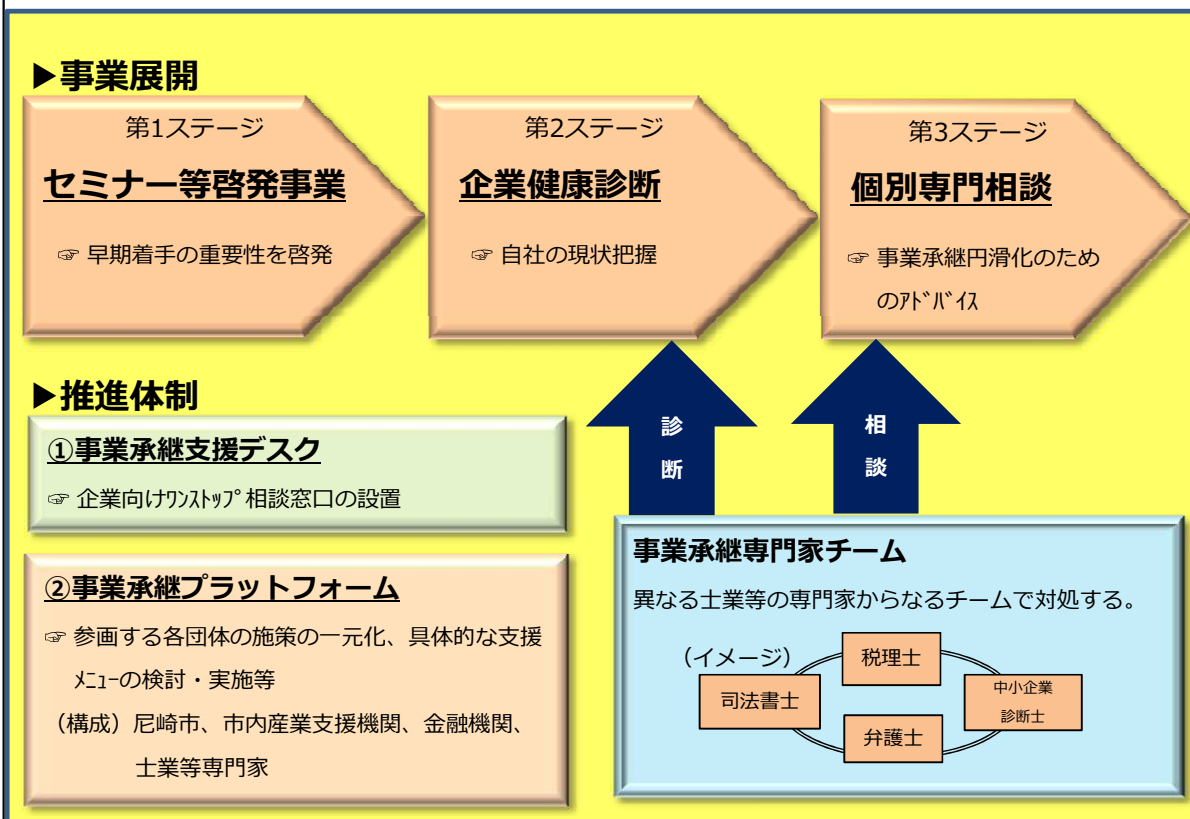 ▶事業展開
第1ステージ
セミナー等啓発事業
☞ 早期着手の重要性を啓発
第2ステージ
企業健康診断
☞ 自社の現状把握
第3ステージ
個別専門相談
☞ 事業承継円滑化のため
のｱﾄﾞﾊﾞｲｽ
▶推進体制
①事業承継支援デスク
☞ 企業向けﾜﾝｽﾄｯﾌﾟ相談窓口の設置
②事業承継プラットフォーム
☞ 参画する各団体の施策の一元化、具体的な支援
ﾒﾆｭｰの検討・実施等
（構成）尼崎市、市内産業支援機関、金融機関、
士業等専門家
診
断
相
談
事業承継専門家チーム
異なる士業等の専門家からなるチームで対処する。
（イメージ）
税理士
司法書士
中小企業
診断士
弁護士